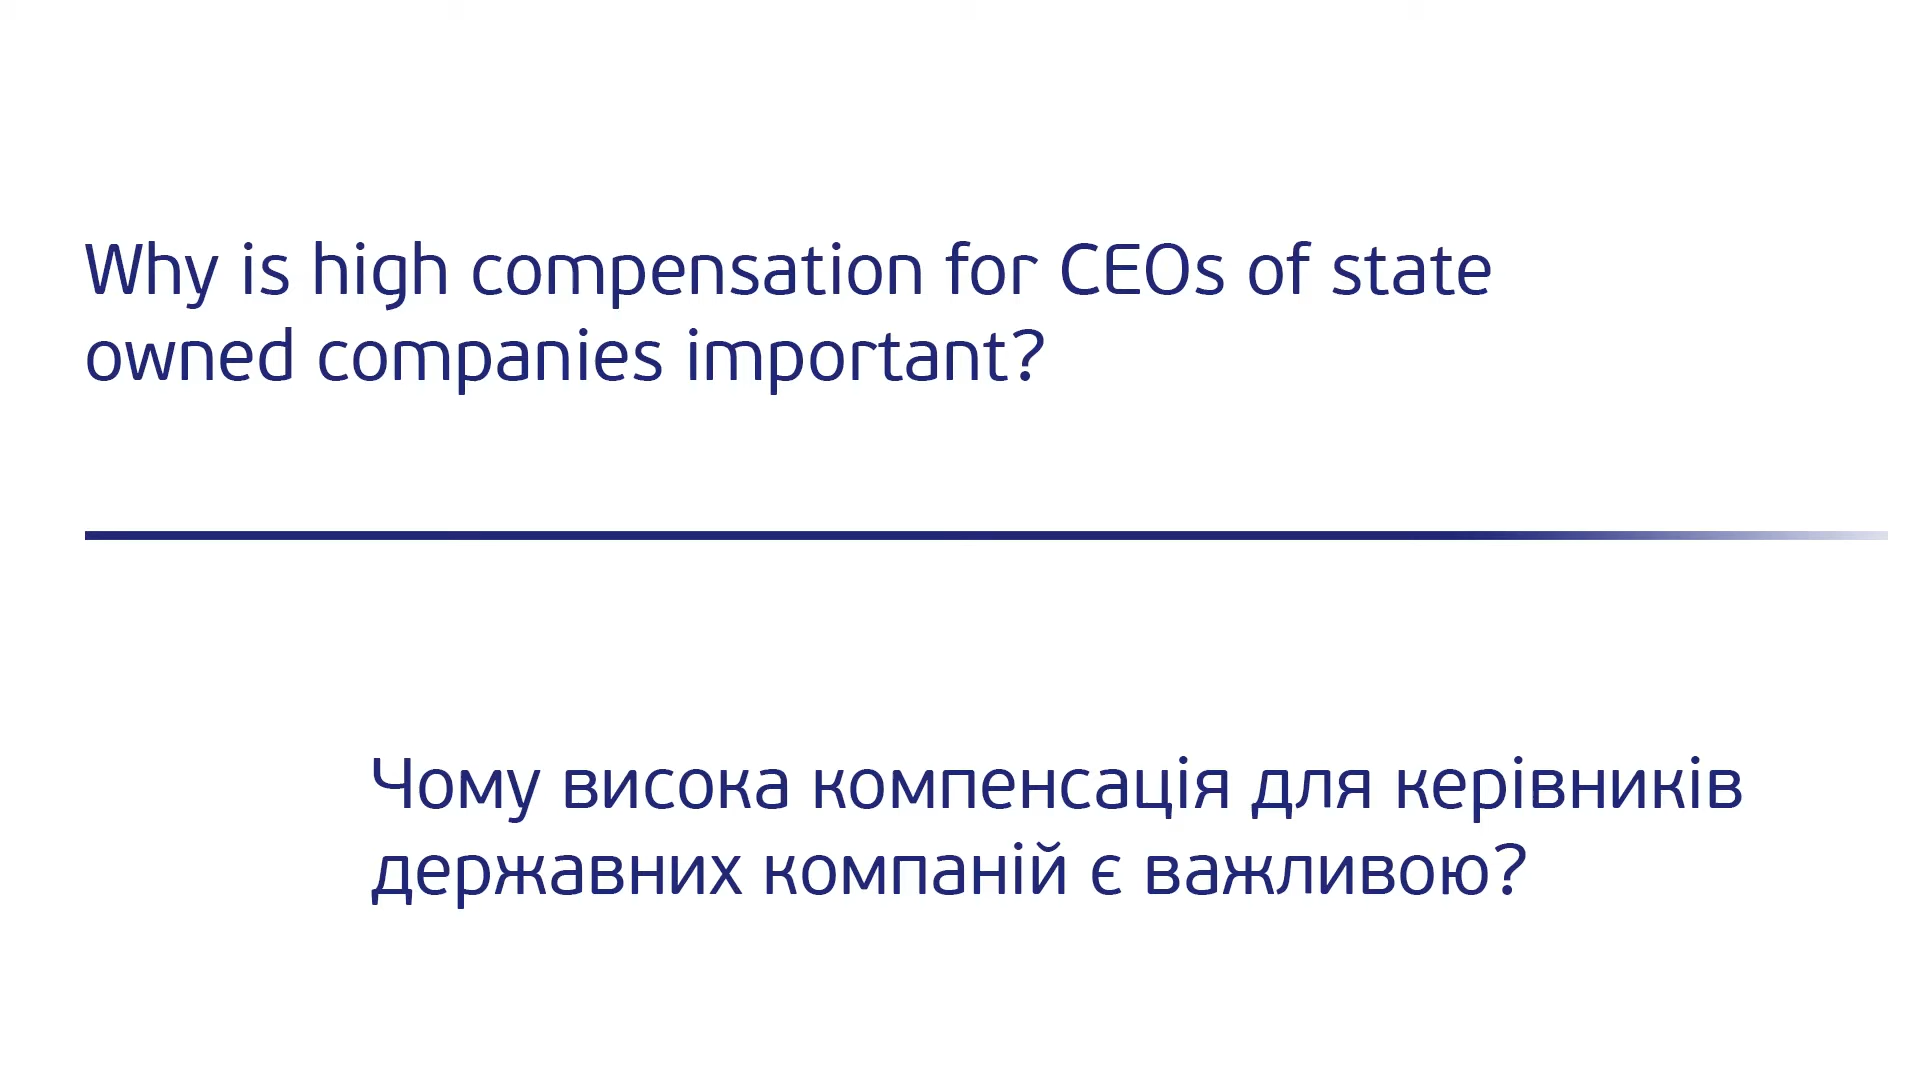 Why is high compensation for CEOs of state
owned companies important?
Чому висока компенсація для керівників
державних компаній є важливою?